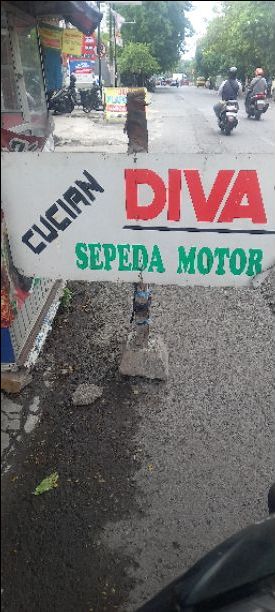 CUCIAN
DIVA
SEPEDA MOTOR